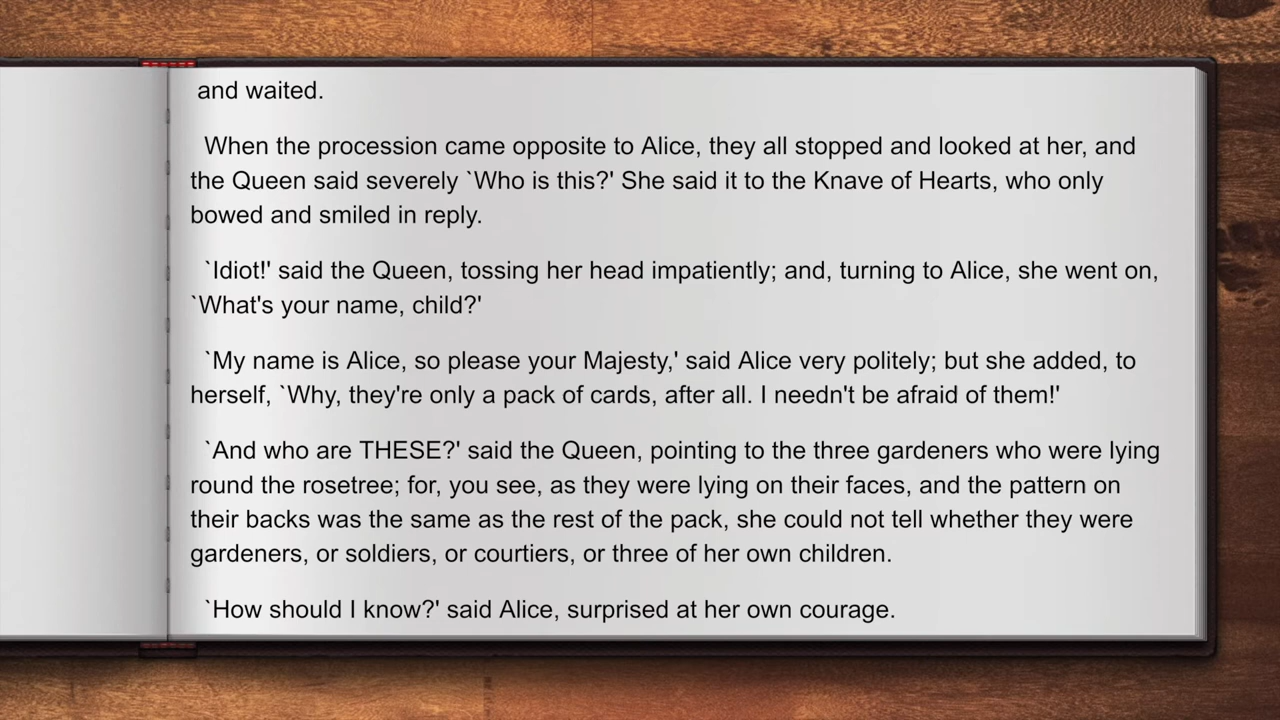 and waited.
When the procession came opposite to Alice, they all stopped and looked at her, and
the Queen said severely `Who is this?' She said it to the Knave of Hearts, who only
bowed and smiled in reply.
`Idiot!' said the Queen, tossing her head impatiently; and, turning to Alice, she went on,
`What's your name, child?'
`My name is Alice, so please your Majesty,' said Alice very politely; but she added, to
herself, `Why, they're only a pack of cards, after all. I needn't be afraid of them!'
`And who are THESE?' said the Queen, pointing to the three gardeners who were lying
round the rosetree; for, you see, as they were lying on their faces, and the pattern on
their backs was the same as the rest of the pack, she could not tell whether they were
gardeners, or soldiers, or courtiers, or three of her own children.
`How should I know?' said Alice, surprised at her own courage.